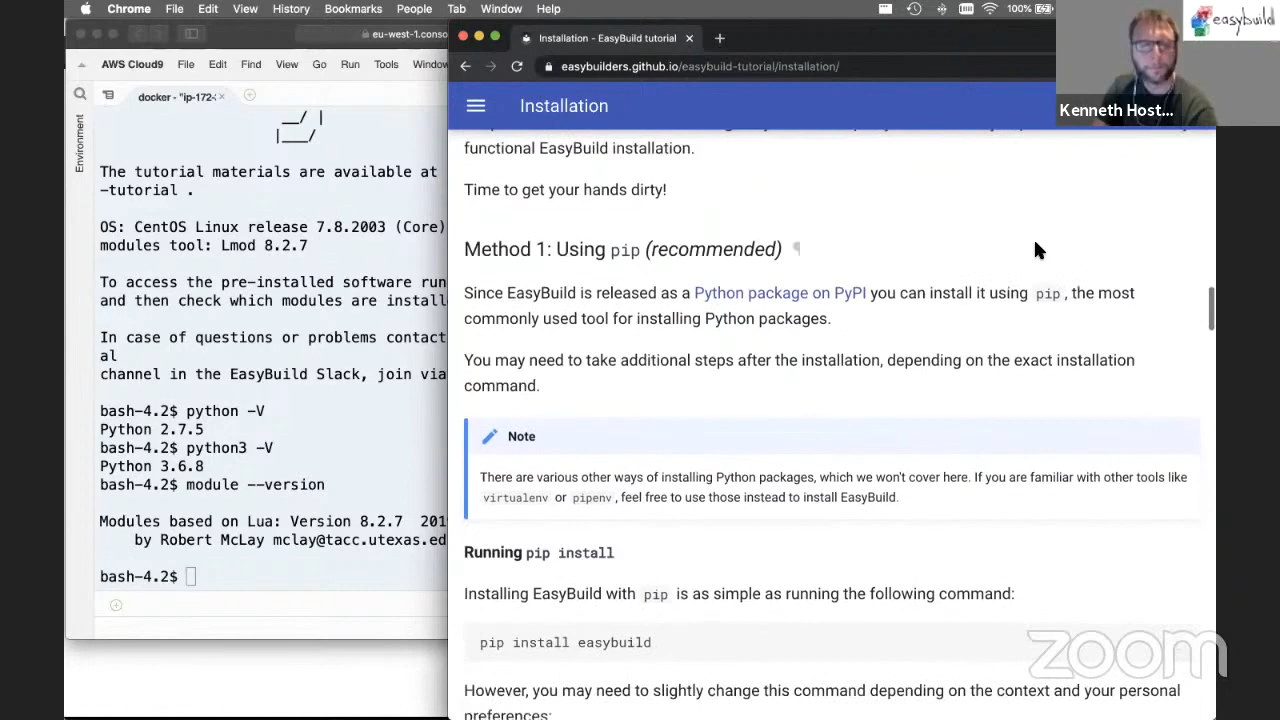 Chrome File Edit View History Bookmarks People Tab Window Help 100%
eu-west-1.conso
Installation - EasyBuild tutorial
easybuilders.github.io/easybuild-tutorial/installation/
easybuild
Kenneth Host...
AWS Cloud9 File Edit Find View Go Run Tools Window
docker - "ip-172-
Environment
__/ |
|___/
The tutorial materials are available at
-tutorial .
OS: CentOS Linux release 7.8.2003 (Core)
modules tool: Lmod 8.2.7
To access the pre-installed software run
and then check which modules are install
In case of questions or problems contact
al
channel in the EasyBuild Slack, join via
bash-4.2$ python -V
Python 2.7.5
bash-4.2$ python3 -V
Python 3.6.8
bash-4.2$ module --version
Modules based on Lua: Version 8.2.7 201
by Robert McLay mclay@tacc.utexas.ed
bash-4.2$
Installation
functional EasyBuild installation.
Time to get your hands dirty!
Method 1: Using pip (recommended) ¶
Since EasyBuild is released as a Python package on PyPI you can install it using pip, the most
commonly used tool for installing Python packages.
You may need to take additional steps after the installation, depending on the exact installation
command.
Note
There are various other ways of installing Python packages, which we won't cover here. If you are familiar with other tools like
virtualenv or pipenv, feel free to use those instead to install EasyBuild.
Running pip install
Installing EasyBuild with pip is as simple as running the following command:
pip install easybuild
However, you may need to slightly change this command depending on the context and your personal
preferences:
zoom